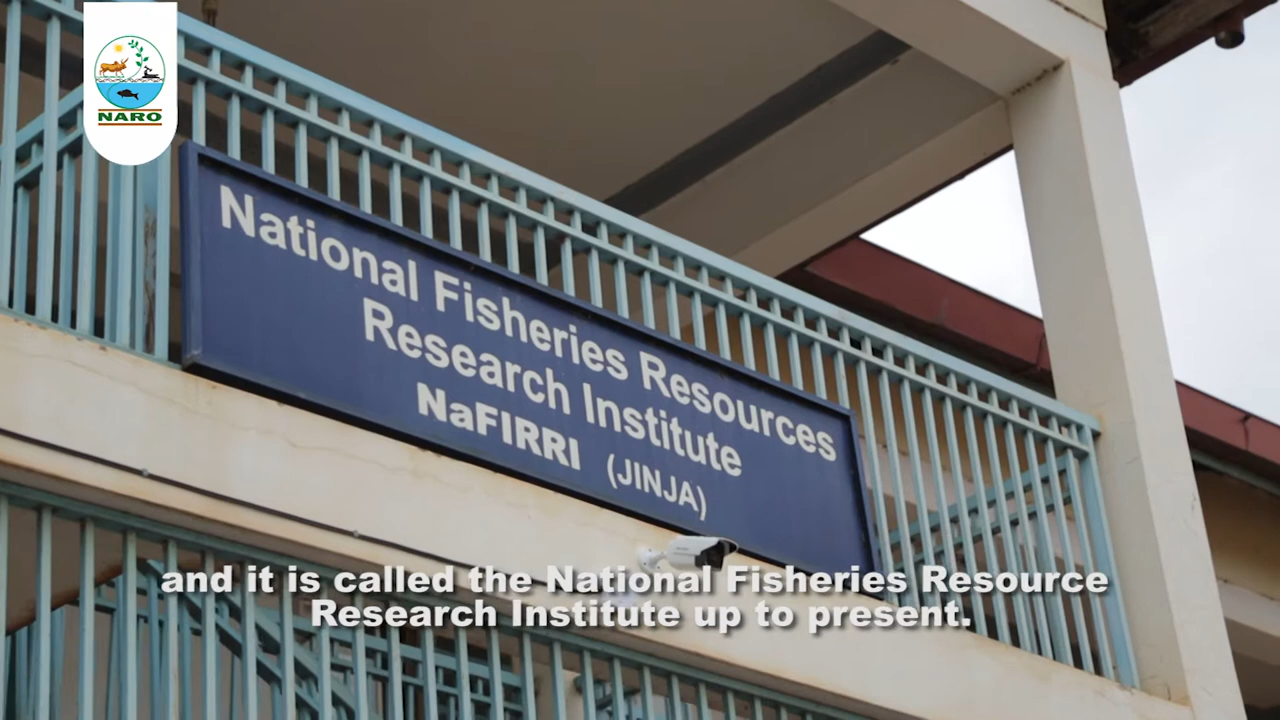 NARO
National Fisheries Resources
Research Institute
NaFIRRI (JINJA)
and it is called the National Fisheries Resource
Research Institute up to present.